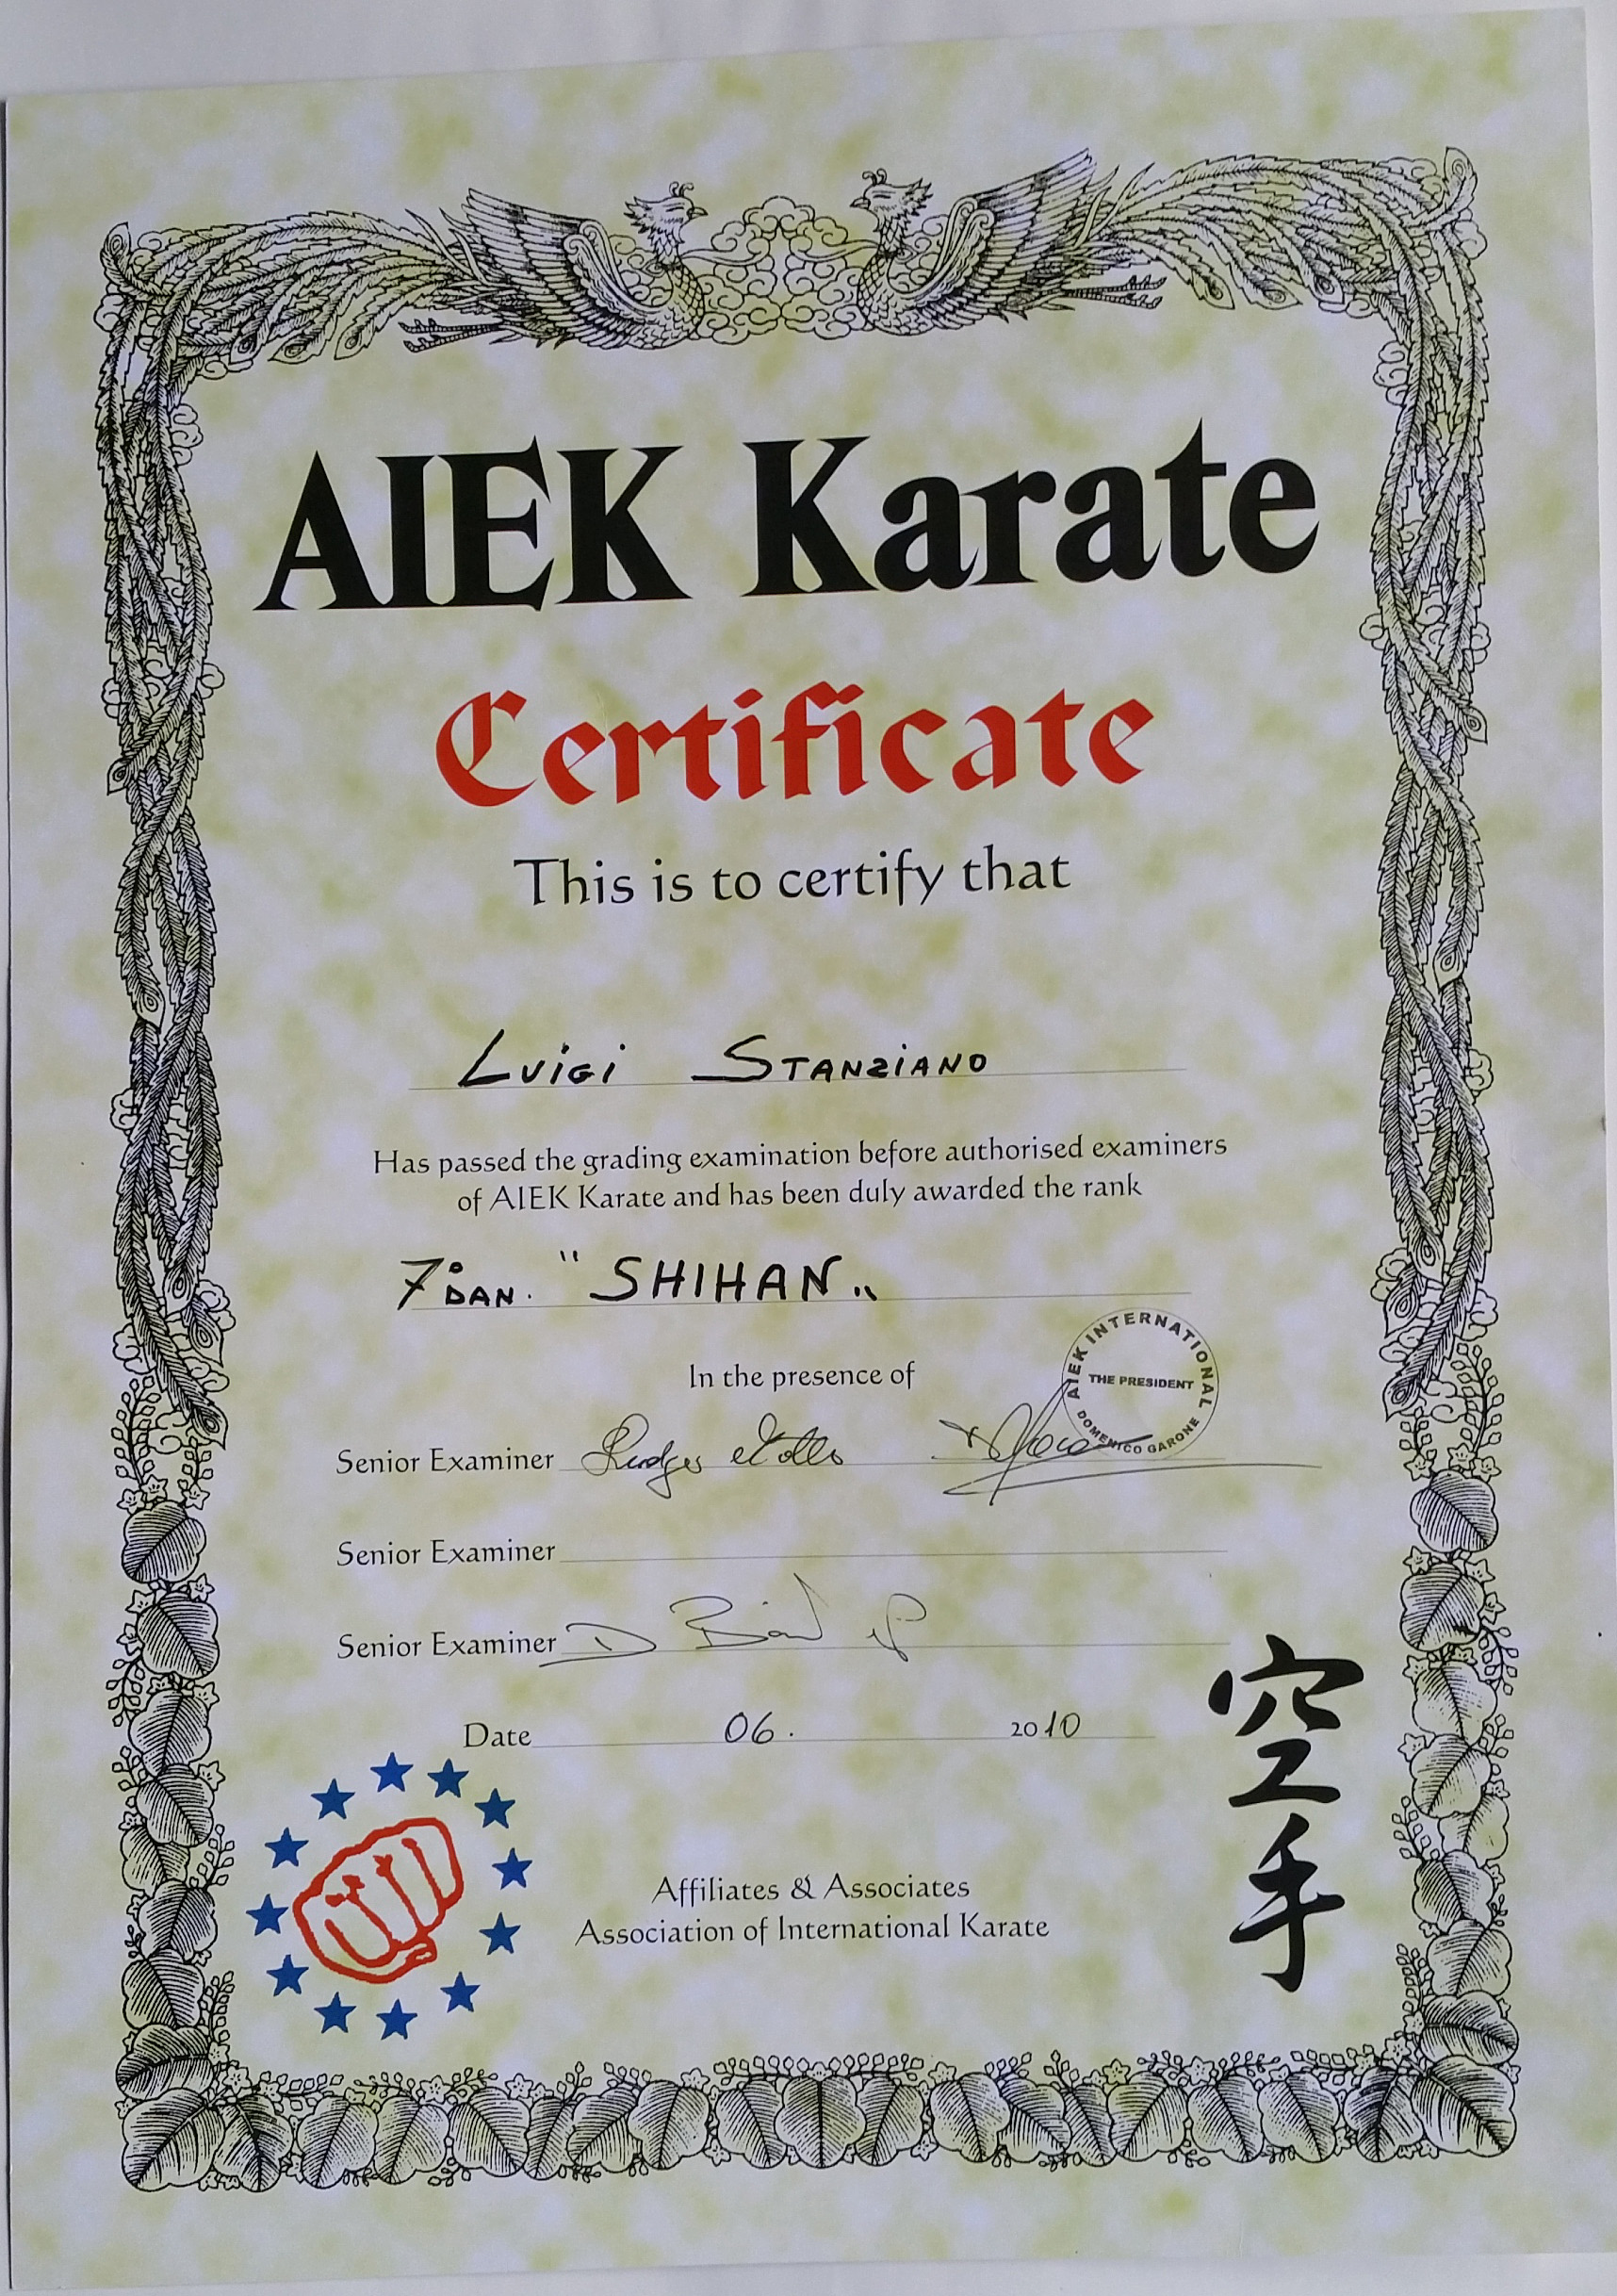 AIEK Karate
Certificate
This is to certify that
Luigi Stanziano
Has passed the grading examination before authorised examiners
of AIEK Karate and has been duly awarded the rank
7° DAN. "SHIHAN„
In the presence of
AIEK INTERNATIONAL
THE PRESIDENT
DOMENICO GARONE
Senior Examiner
Senior Examiner
Senior Examiner
Date 06. 2010
空手
Affiliates & Associates
Association of International Karate